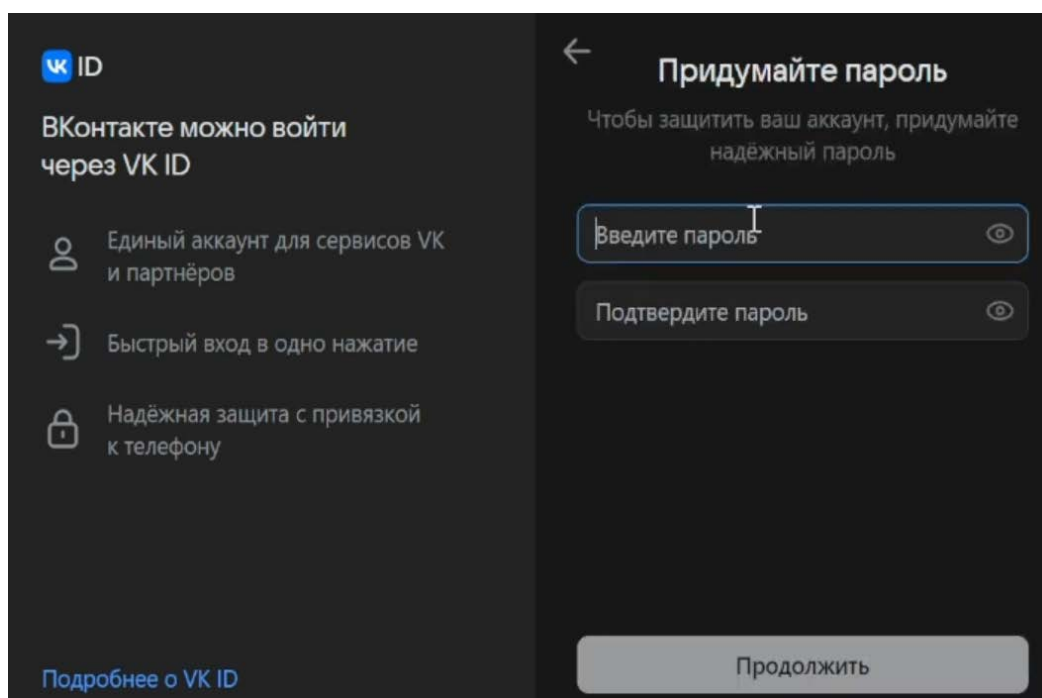 VK ID
ВКонтакте можно войти
через VK ID
Единый аккаунт для сервисов VK
и партнёров
Быстрый вход в одно нажатие
Надёжная защита с привязкой
к телефону
Подробнее о VK ID
Придумайте пароль
Чтобы защитить ваш аккаунт, придумайте
надёжный пароль
Введите пароль
Подтвердите пароль
Продолжить